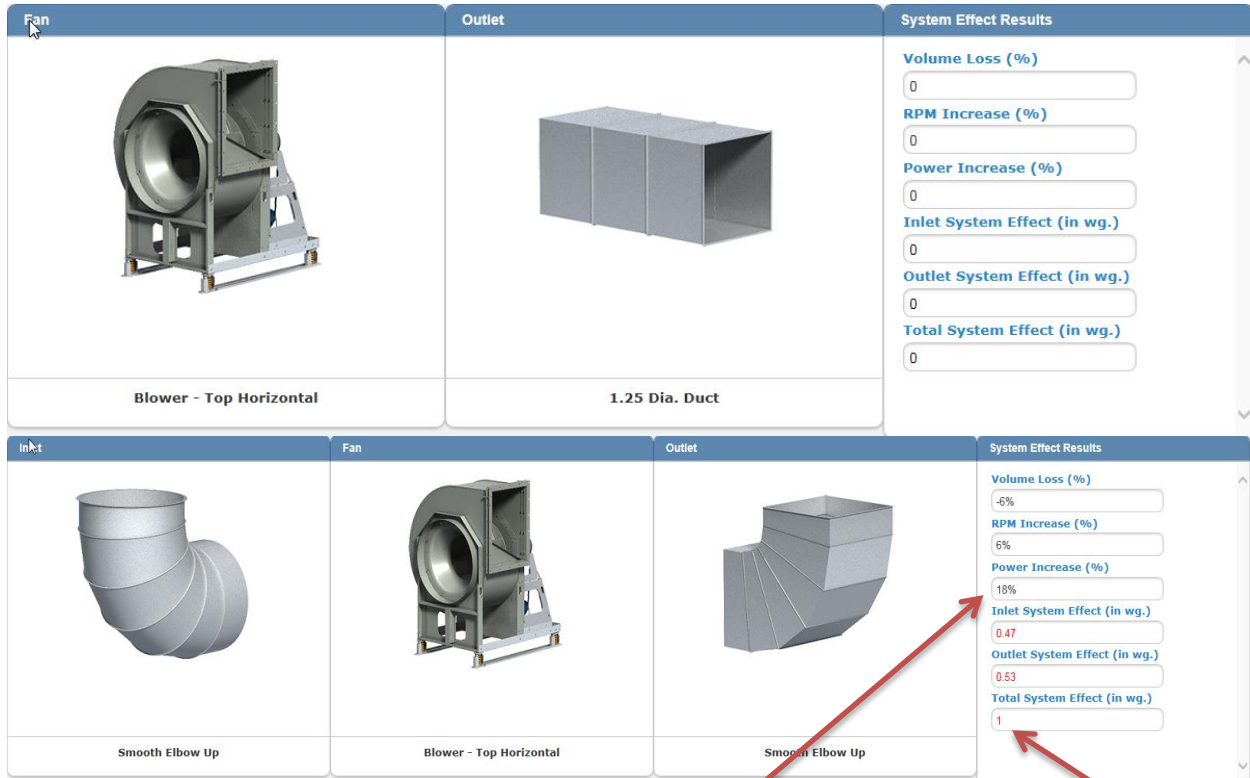 Fan
Outlet
System Effect Results
Volume Loss (%)
0
RPM Increase (%)
0
Power Increase (%)
0
Inlet System Effect (in wg.)
0
Outlet System Effect (in wg.)
0
Total System Effect (in wg.)
0
Blower - Top Horizontal
1.25 Dia. Duct
Inlet
Fan
Outlet
System Effect Results
Volume Loss (%)
-6%
RPM Increase (%)
6%
Power Increase (%)
18%
Inlet System Effect (in wg.)
0.47
Outlet System Effect (in wg.)
0.53
Total System Effect (in wg.)
1
Smooth Elbow Up
Blower - Top Horizontal
Smooth Elbow Up